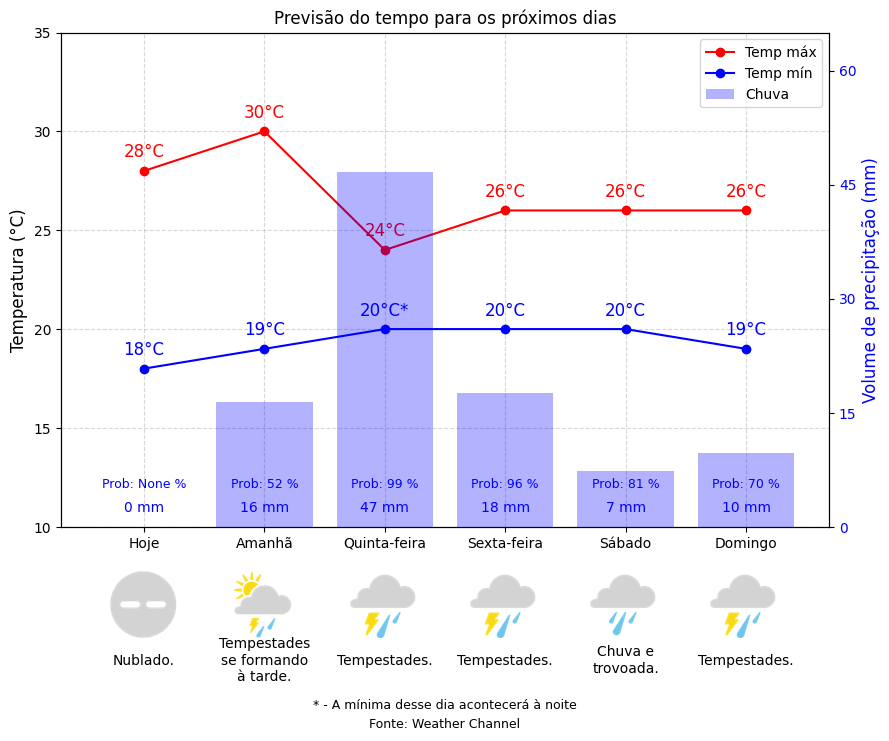 Previsão do tempo para os próximos dias
35
30
25
20
15
10
Temperatura (°C)
60
45
30
15
0
Volume de precipitação (mm)
Temp máx
Temp mín
Chuva
28°C
30°C
24°C
26°C
26°C
26°C
18°C
19°C
20°C*
20°C
20°C
19°C
Prob: None %
Prob: 52 %
Prob: 99 %
Prob: 96 %
Prob: 81 %
Prob: 70 %
0 mm
16 mm
47 mm
18 mm
7 mm
10 mm
Hoje
Amanhã
Quinta-feira
Sexta-feira
Sábado
Domingo
Nublado.
Tempestades
se formando
à tarde.
Tempestades.
Tempestades.
Chuva e
trovoada.
Tempestades.
* - A mínima desse dia acontecerá à noite
Fonte: Weather Channel